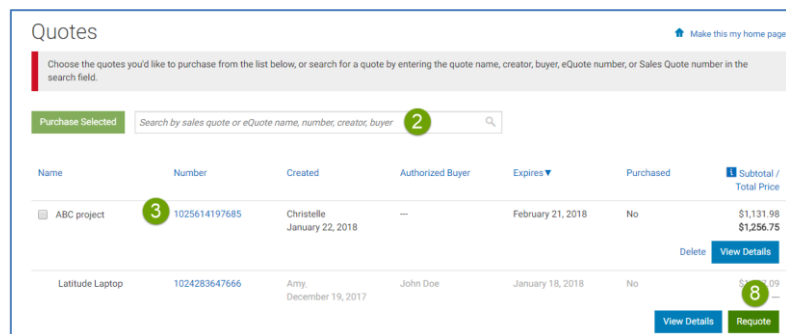 Quotes
Make this my home page
Choose the quotes you'd like to purchase from the list below, or search for a quote by entering the quote name, creator, buyer, eQuote number, or Sales Quote number in the
search field.
Purchase Selected
Search by sales quote or eQuote name, number, creator, buyer
2
Name Number Created Authorized Buyer Expires▼ Purchased i Subtotal /
Total Price
ABC project 3 1025614197685 Christelle --- February 21, 2018 No $1,131.98
January 22, 2018 $1,256.75
Delete View Details
Latitude Laptop 1024283647666 Amy, John Doe January 18, 2018 No
December 19, 2017 8 ---
View Details Requote